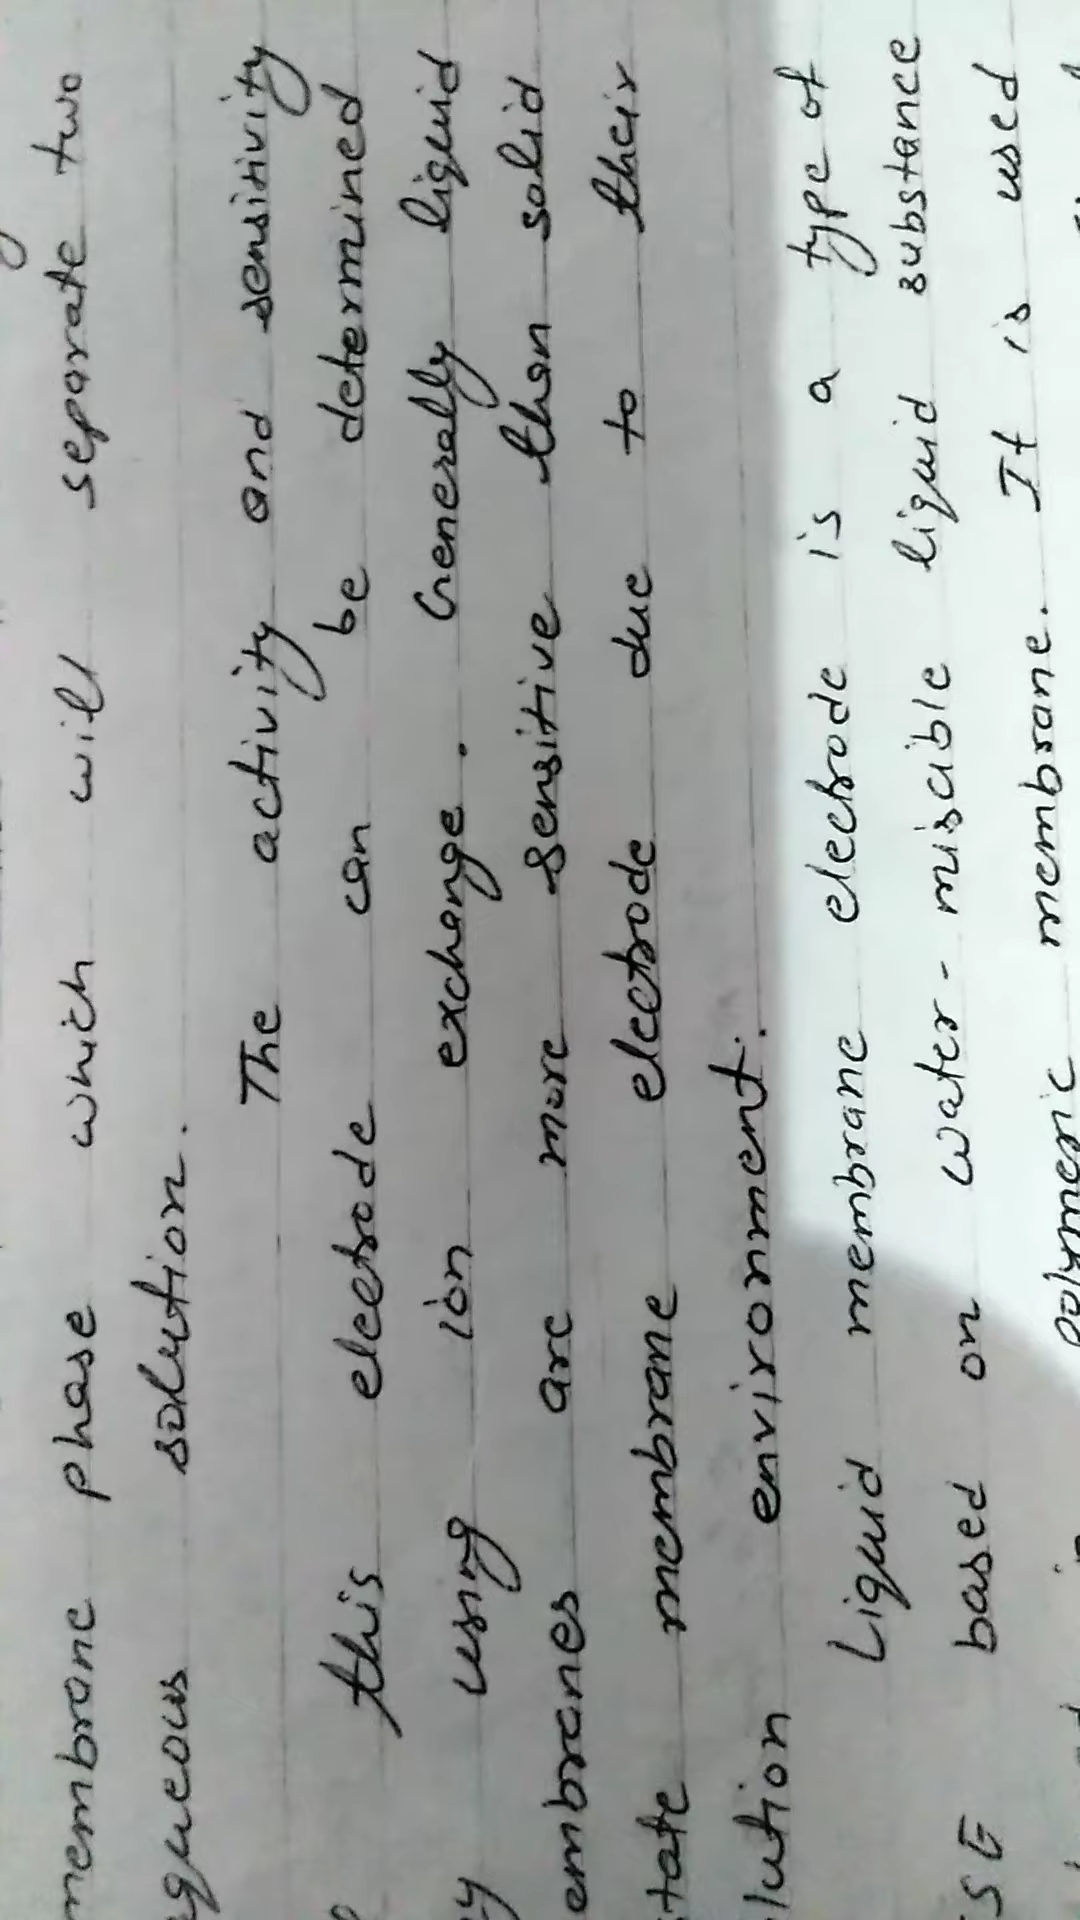 membrane phase which will separate two
aqueous solution.
The activity and sensitivity
this electrode can be determined
y using ion exchange. Generally liquid
embranes are more sensitive than solid
state membrane electrode due to their
lution environment.
Liquid membrane electrode is a type of
SE based on water-miscible liquid substance
polymeric membrane. It is used